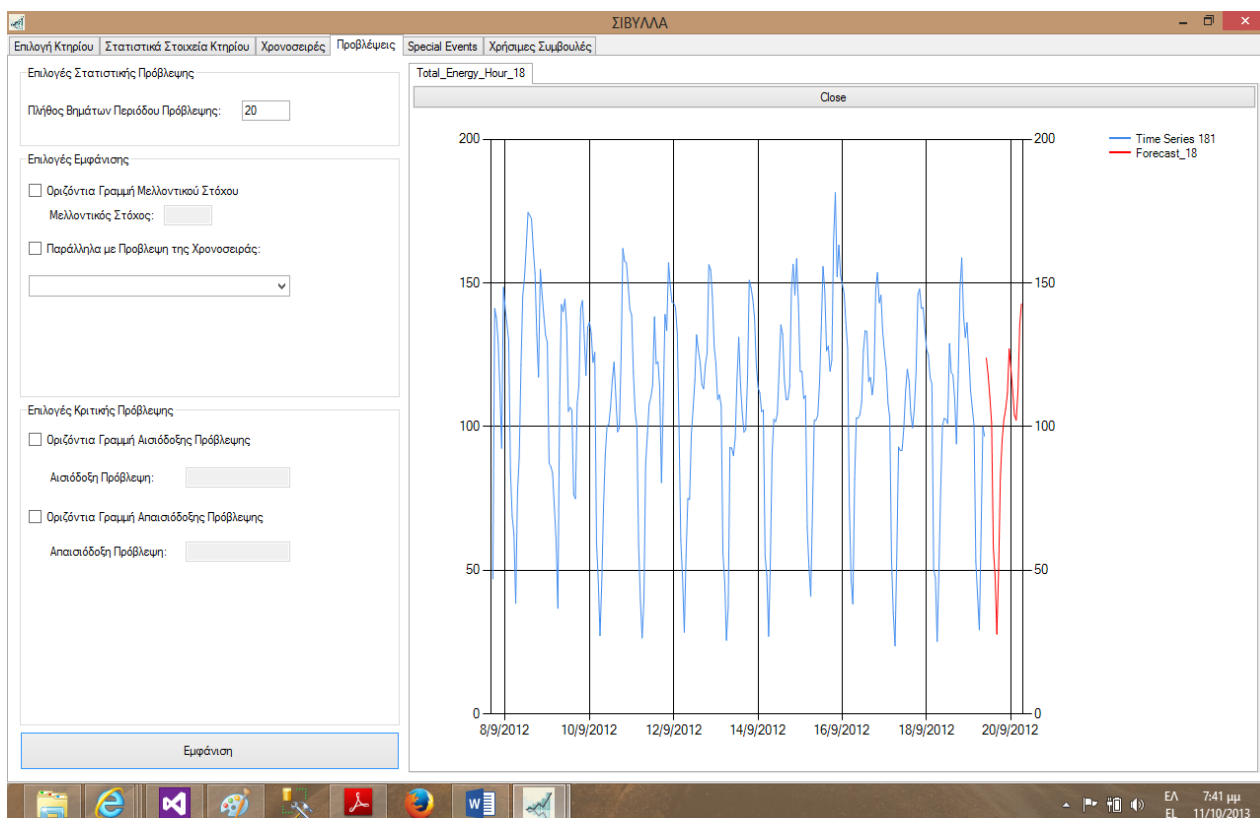 ΣΙΒΥΛΛΑ
Επιλογή Κτηρίου Στατιστικά Στοιχεία Κτηρίου Χρονοσειρές Προβλέψεις Special Events Χρήσιμες Συμβουλές
Επιλογές Στατιστικής Πρόβλεψης
Πλήθος Βημάτων Περιόδου Πρόβλεψης: 20
Επιλογές Εμφάνισης
Οριζόντια Γραμμή Μελλοντικού Στόχου
Μελλοντικός Στόχος:
Παράλληλα με Προβλεψη της Χρονοσειράς:
Επιλογές Κριτικής Πρόβλεψης
Οριζόντια Γραμμή Αισιόδοξης Πρόβλεψης
Αισιόδοξη Πρόβλεψη:
Οριζόντια Γραμμή Απαισιόδοξης Πρόβλεψης
Απαισιόδοξη Πρόβλεψη:
Εμφάνιση
Total_Energy_Hour_18
Close
200 200
150 150
100 100
50 50
0 0
8/9/2012 10/9/2012 12/9/2012 14/9/2012 16/9/2012 18/9/2012 20/9/2012
Time Series 181
Forecast_18
ΕΛ 7:41 μμ
EL 11/10/2013